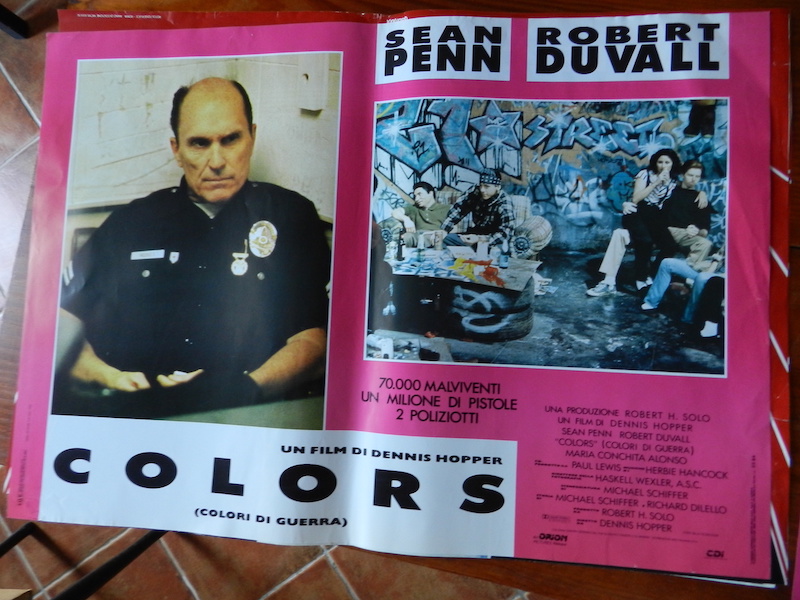 SEAN
PENN
ROBERT
DUVALL
STREET
70.000 MALVIVENTI
UN MILIONE DI PISTOLE
2 POLIZIOTTI
UN FILM DI DENNIS HOPPER
COLORS
(COLORI DI GUERRA)
UNA PRODUZIONE ROBERT H. SOLO
UN FILM DI DENNIS HOPPER
SEAN PENN ROBERT DUVALL
"COLORS" (COLORI DI GUERRA)
MARIA CONCHITA ALONSO
PAUL LEWIS HERBIE HANCOCK
HASKELL WEXLER, A.S.C.
MICHAEL SCHIFFER
MICHAEL SCHIFFER RICHARD DILELLO
ROBERT H. SOLO
DENNIS HOPPER
ORION
CDI